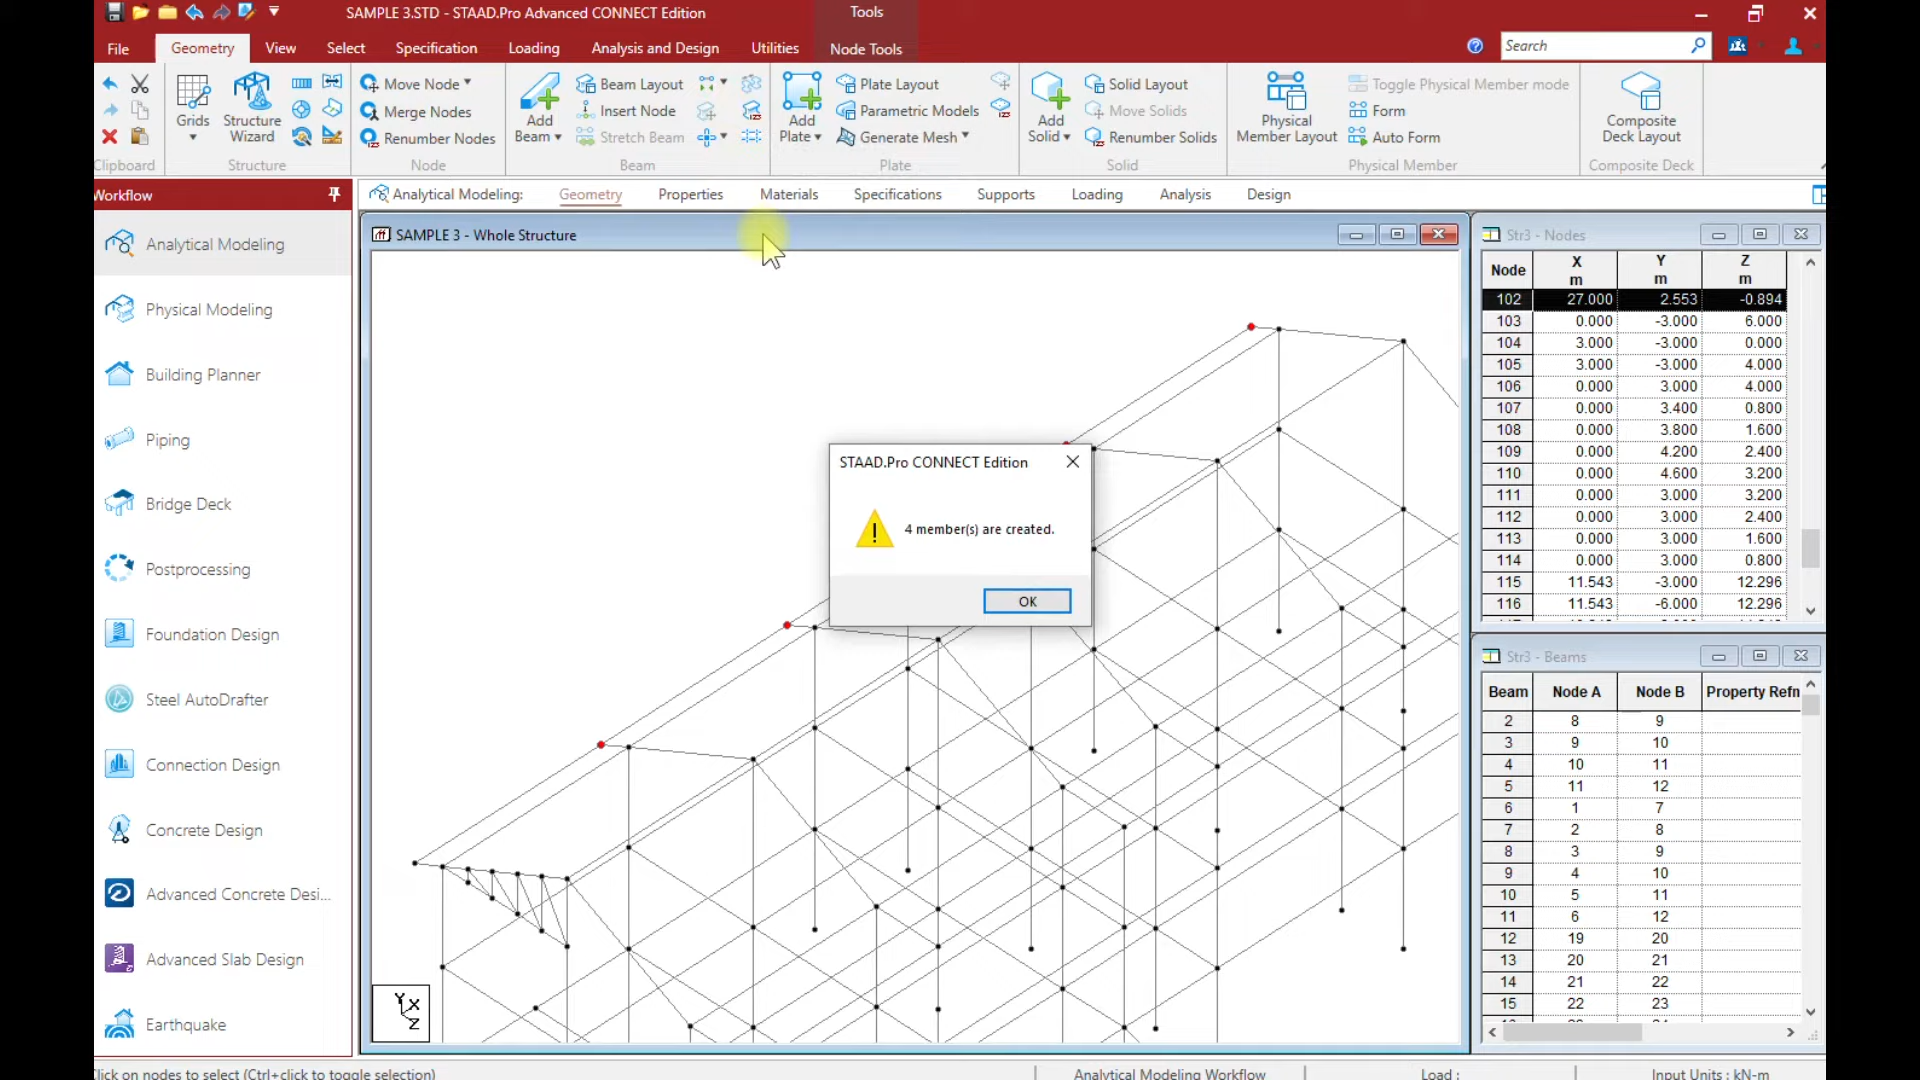 SAMPLE 3.STD - STAAD.Pro Advanced CONNECT Edition
Tools
File
Geometry
View
Select
Specification
Loading
Analysis and Design
Utilities
Node Tools
Search
Grids
Structure Wizard
Structure
Move Node
Merge Nodes
Renumber Nodes
Node
Add Beam
Beam Layout
Insert Node
Stretch Beam
Beam
Add Plate
Plate Layout
Parametric Models
Generate Mesh
Plate
Add Solid
Solid Layout
Move Solids
Renumber Solids
Solid
Physical Member Layout
Toggle Physical Member mode
Form
Auto Form
Physical Member
Composite Deck Layout
Composite Deck
Clipboard
Workflow
Analytical Modeling:
Geometry
Properties
Materials
Specifications
Supports
Loading
Analysis
Design
Analytical Modeling
Physical Modeling
Building Planner
Piping
Bridge Deck
Postprocessing
Foundation Design
Steel AutoDrafter
Connection Design
Concrete Design
Advanced Concrete Desi...
Advanced Slab Design
Earthquake
SAMPLE 3 - Whole Structure
STAAD.Pro CONNECT Edition
4 member(s) are created.
OK
Y X
Z
Str3 - Nodes
Node X m Y m Z m
102 27.000 2.553 -0.894
103 0.000 -3.000 6.000
104 3.000 -3.000 0.000
105 3.000 -3.000 4.000
106 0.000 3.000 4.000
107 0.000 3.400 0.800
108 0.000 3.800 1.600
109 0.000 4.200 2.400
110 0.000 4.600 3.200
111 0.000 3.000 3.200
112 0.000 3.000 2.400
113 0.000 3.000 1.600
114 0.000 3.000 0.800
115 11.543 -3.000 12.296
116 11.543 -6.000 12.296
Str3 - Beams
Beam Node A Node B Property Refn
2 8 9
3 9 10
4 10 11
5 11 12
6 1 7
7 2 8
8 3 9
9 4 10
10 5 11
11 6 12
12 19 20
13 20 21
14 21 22
15 22 23
Click on nodes to select (Ctrl+click to toggle selection)
Analytical Modeling Workflow
Load :
Input Units : kN-m